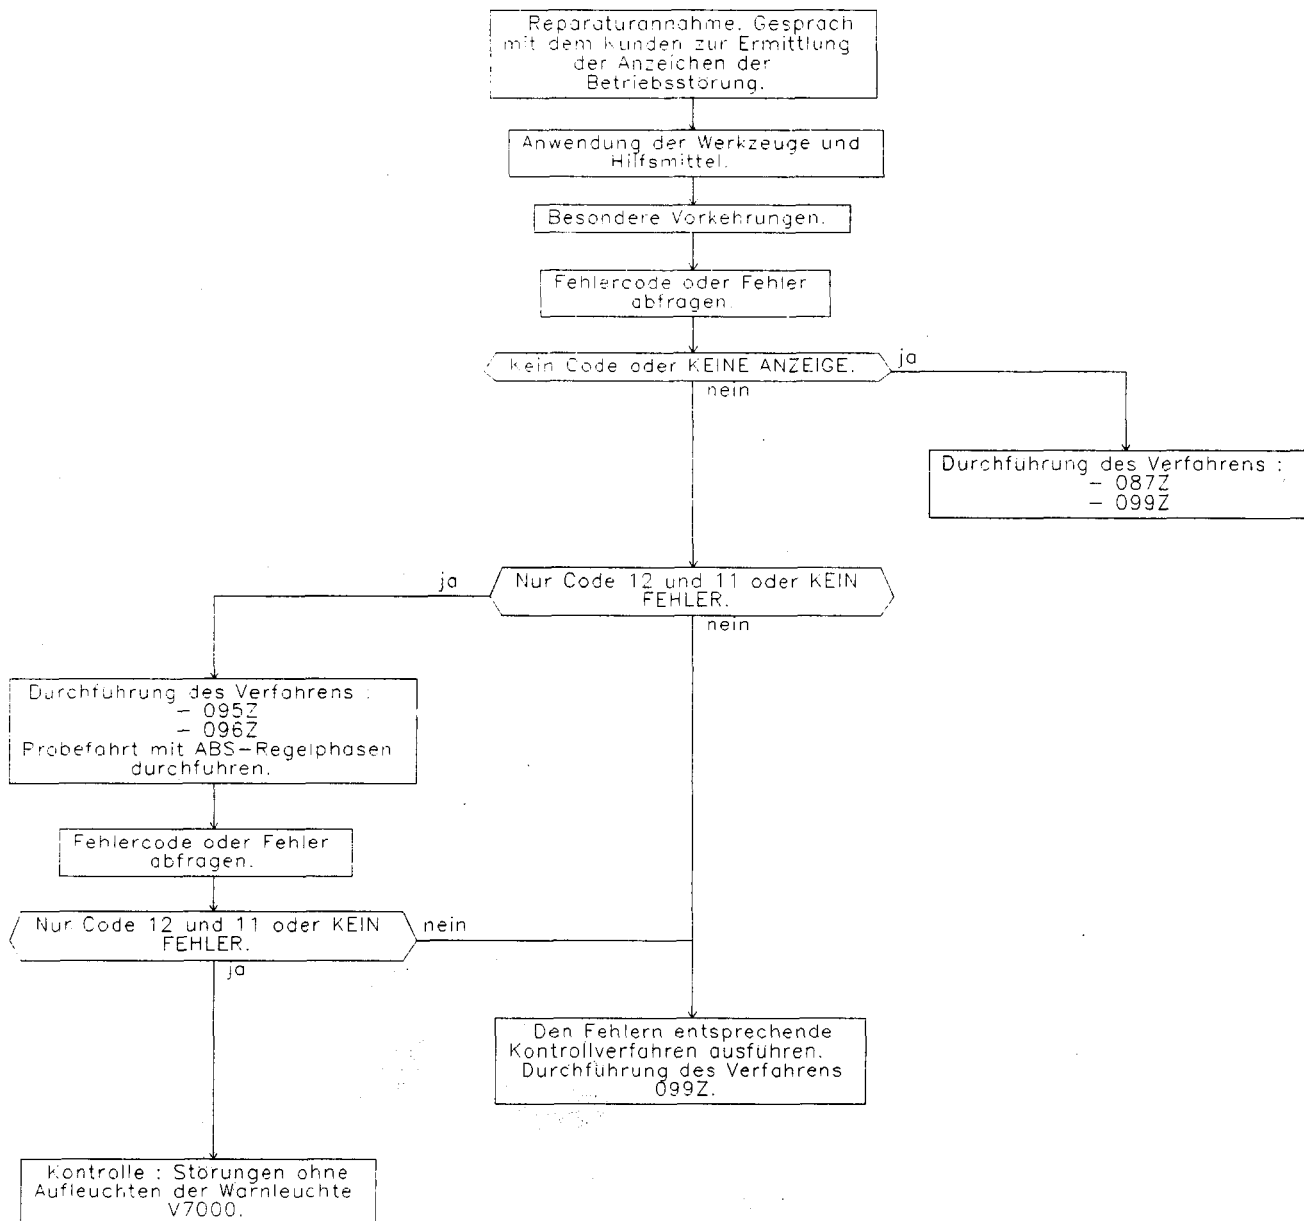 Reparaturannahme. Gesprach
mit dem Kunden zur Ermittlung
der Anzeichen der
Betriebsstörung.
Anwendung der Werkzeuge und
Hilfsmittel.
Besondere Vorkehrungen.
Fehlercode oder Fehler
abfragen.
Kein Code oder KEINE ANZEIGE.
ja
nein
Durchführung des Verfahrens :
- 087Z
- 099Z
Nur Code 12 und 11 oder KEIN
FEHLER.
ja
nein
Durchführung des Verfahrens :
- 095Z
- 096Z
Probefahrt mit ABS-Regelphasen
durchfuhren.
Fehlercode oder Fehler
abfragen.
Nur Code 12 und 11 oder KEIN
FEHLER.
nein
ja
Den Fehlern entsprechende
Kontrollverfahren ausführen.
Durchführung des Verfahrens
099Z.
Kontrolle : Störungen ohne
Aufleuchten der Warnleuchte
V7000.